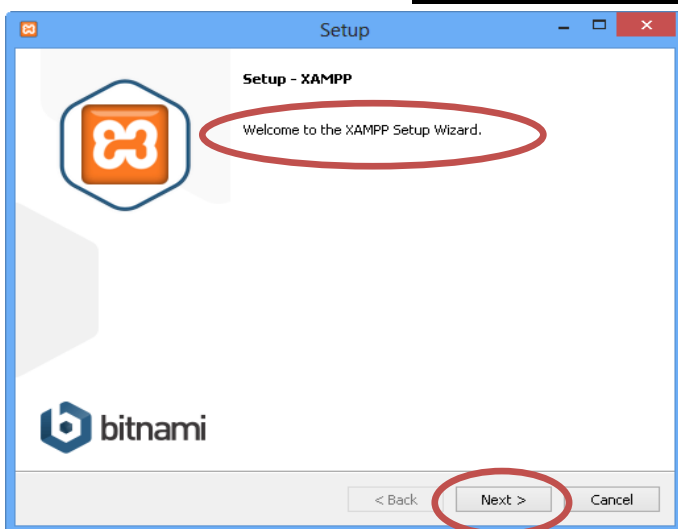 Setup
Setup - XAMPP
Welcome to the XAMPP Setup Wizard.
bitnami
< Back
Next >
Cancel